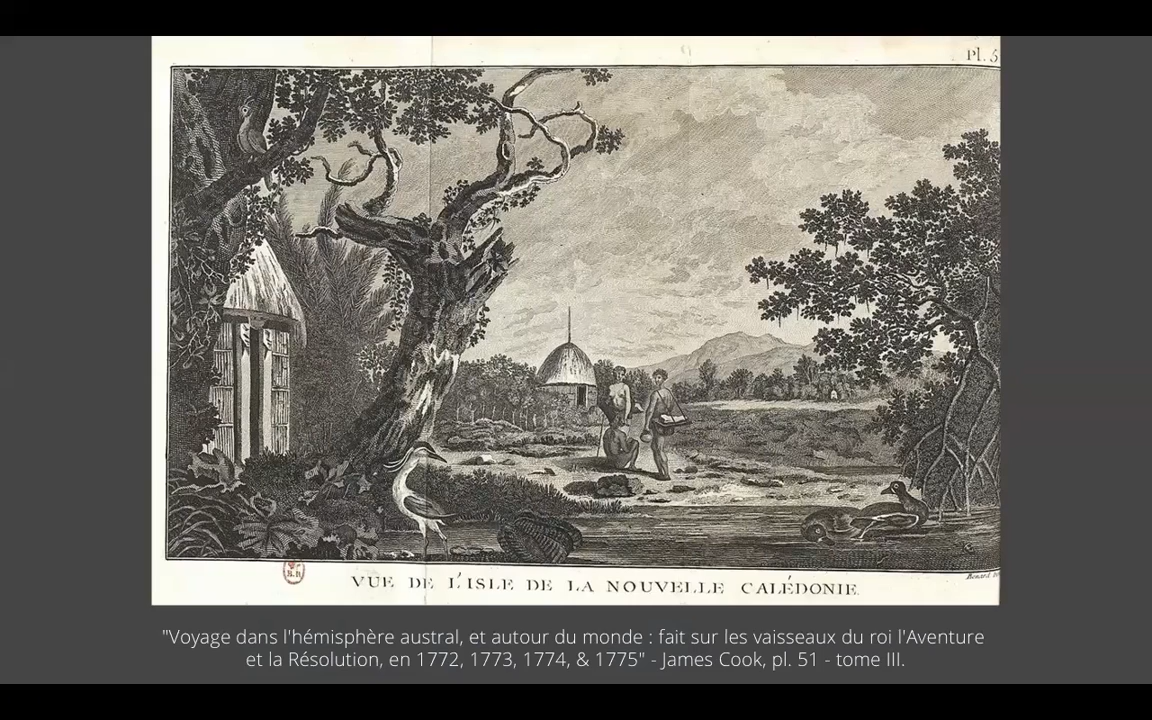 Pl. 5
VUE DE L'ISLE DE LA NOUVELLE CALÉDONIE.
Benard
"Voyage dans l'hémisphère austral, et autour du monde : fait sur les vaisseaux du roi l'Aventure
et la Résolution, en 1772, 1773, 1774, & 1775" - James Cook, pl. 51 - tome III.